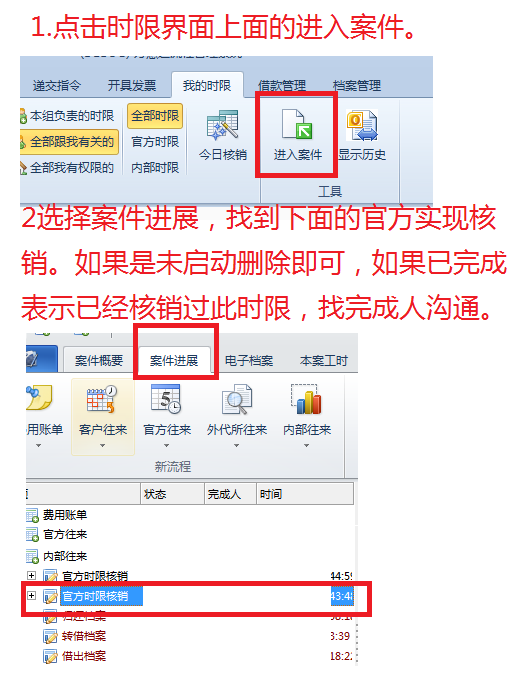 1.点击时限界面上面的进入案件。
递交指令 开具发票 我的时限 借款管理 档案管理
本组负责的时限 全部时限
全部跟我有关的 官方时限 今日核销 进入案件 显示历史
全部我有权限的 内部时限
工具
2选择案件进展，找到下面的官方实现核
销。如果是未启动删除即可，如果已完成
表示已经核销过此时限，找完成人沟通。
案件概要 案件进展 电子档案 本案工时
用账单 客户往来 官方往来 外代所往来 内部往来
新流程
状态 完成人 时间
费用账单
官方往来
内部往来
官方时限核销 44:59
官方时限核销 43:48
归还档案
转借档案 3:39
借出档案 18:22